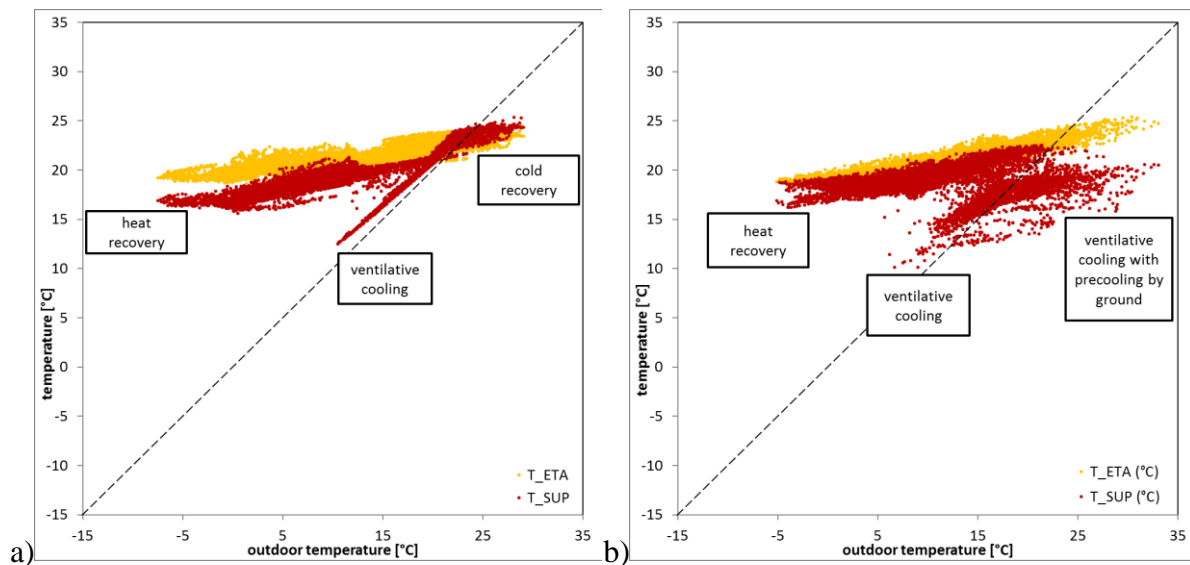 35
30
25
20
15
10
5
0
-5
-10
-15
temperature [°C]
-15
-5
5
15
25
35
outdoor temperature [°C]
heat
recovery
ventilative
cooling
cold
recovery
T_ETA
T_SUP
a)
35
30
25
20
15
10
5
0
-5
-10
-15
temperature [°C]
-15
-5
5
15
25
35
outdoor temperature [°C]
heat
recovery
ventilative
cooling
ventilative
cooling with
precooling by
ground
T_ETA (°C)
T_SUP (°C)
b)